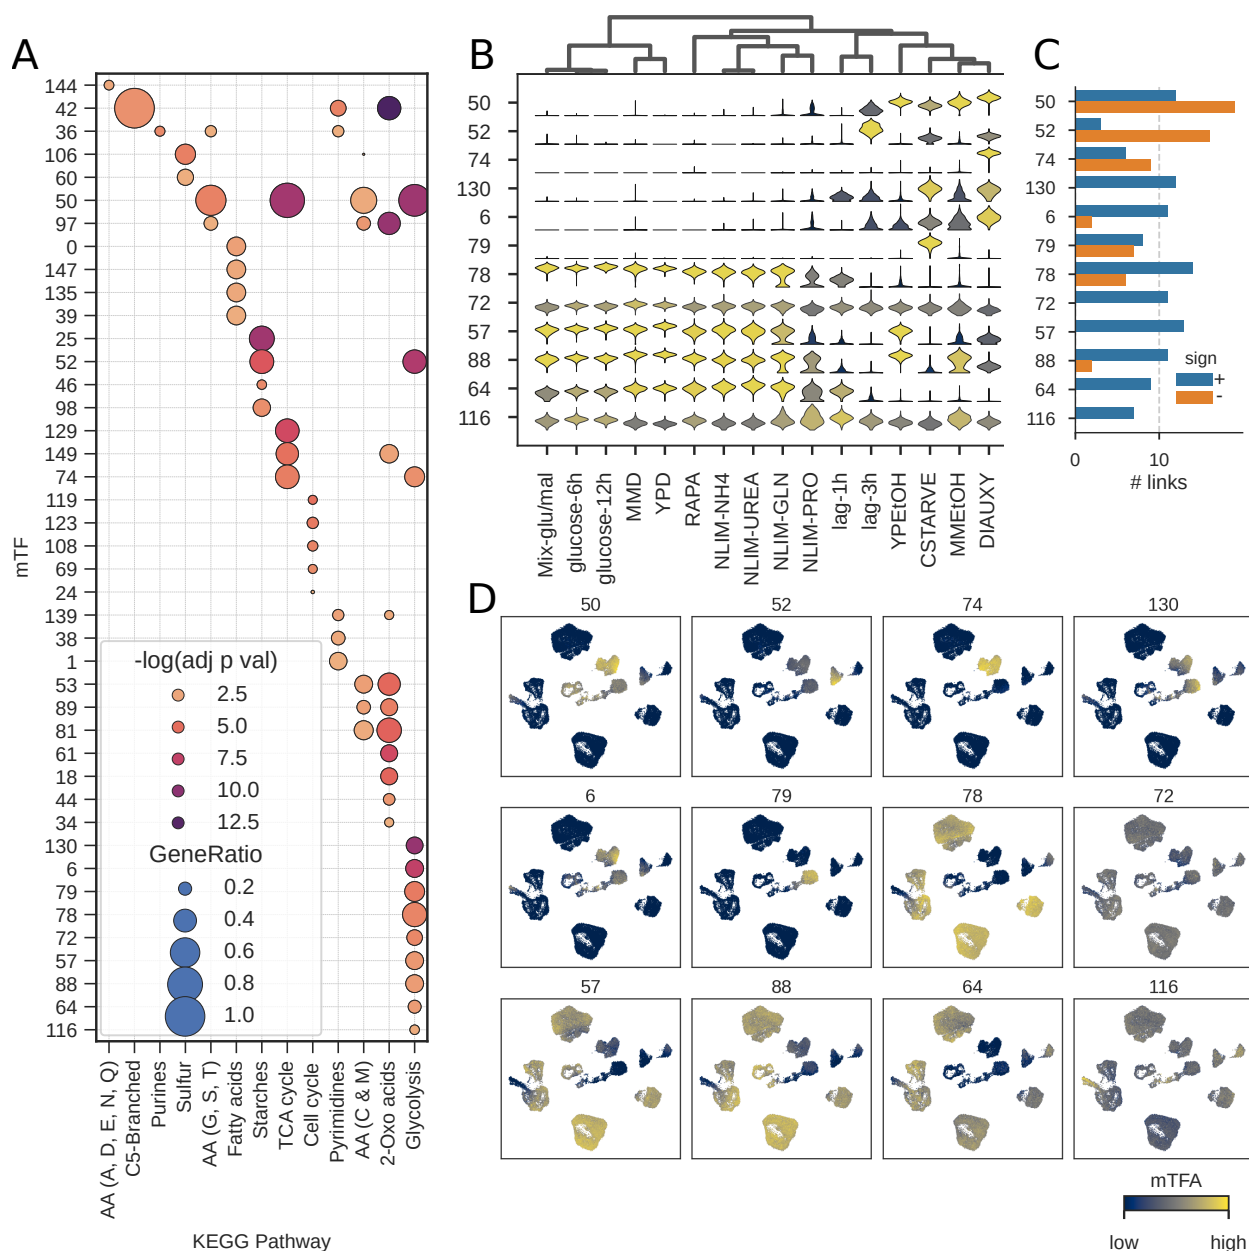 A
144
42
36
106
60
50
97
0
147
135
39
25
52
46
98
129
149
74
119
123
108
69
24
139
38
1
53
89
81
61
18
44
34
130
6
79
78
72
57
88
64
116
mTF
-log(adj p val)
2.5
5.0
7.5
10.0
12.5
GeneRatio
0.2
0.4
0.6
0.8
1.0
AA (A, D, E, N, Q)
C5-Branched
Purines
Sulfur
AA (G, S, T)
Fatty acids
Starches
TCA cycle
Cell cycle
Pyrimidines
AA (C & M)
2-Oxo acids
Glycolysis
KEGG Pathway
B
50
52
74
130
6
79
78
72
57
88
64
116
Mix-glu/mal
glucose-6h
glucose-12h
MMD
YPD
RAPA
NLIM-NH4
NLIM-UREA
NLIM-GLN
NLIM-PRO
lag-1h
lag-3h
YPEtOH
CSTARVE
MMEtOH
DIAUXY
C
50
52
74
130
6
79
78
72
57
88
64
116
sign
+
-
0 10
# links
D
50 52 74 130
6 79 78 72
57 88 64 116
mTFA
low high